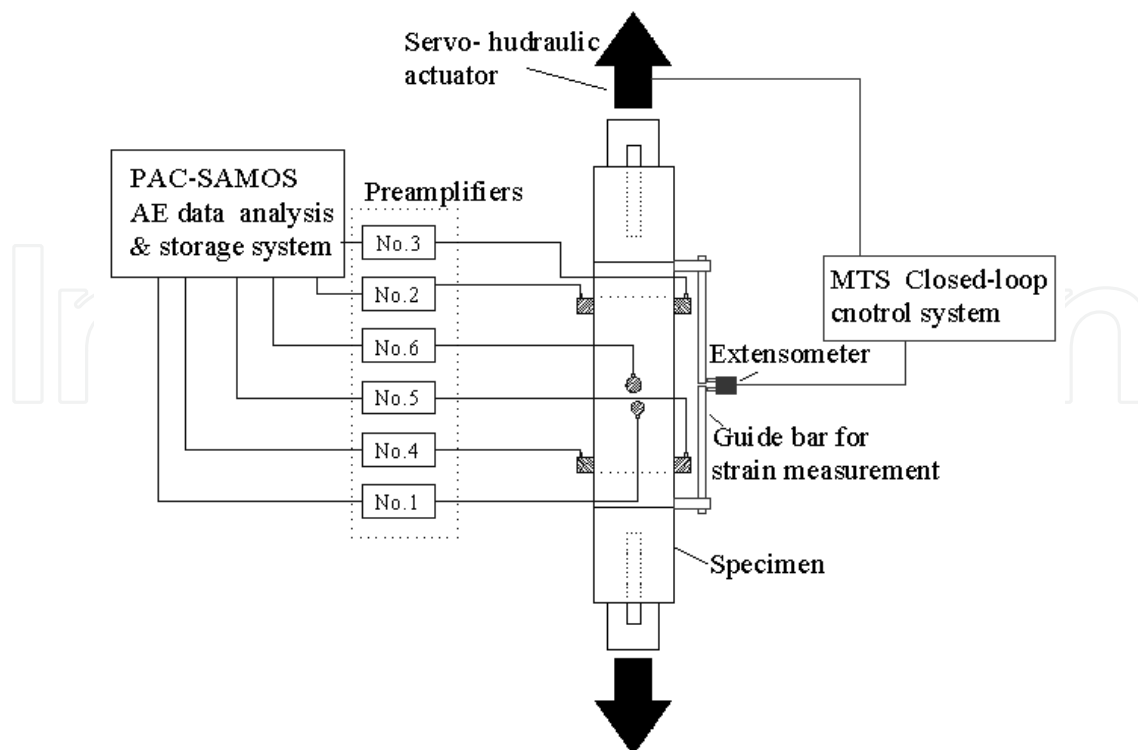 Servo- hudraulic
actuator
PAC-SAMOS
AE data analysis
& storage system
Preamplifiers
No.3
No.2
No.6
No.5
No.4
No.1
MTS Closed-loop
cnotrol system
Extensometer
Guide bar for
strain measurement
Specimen